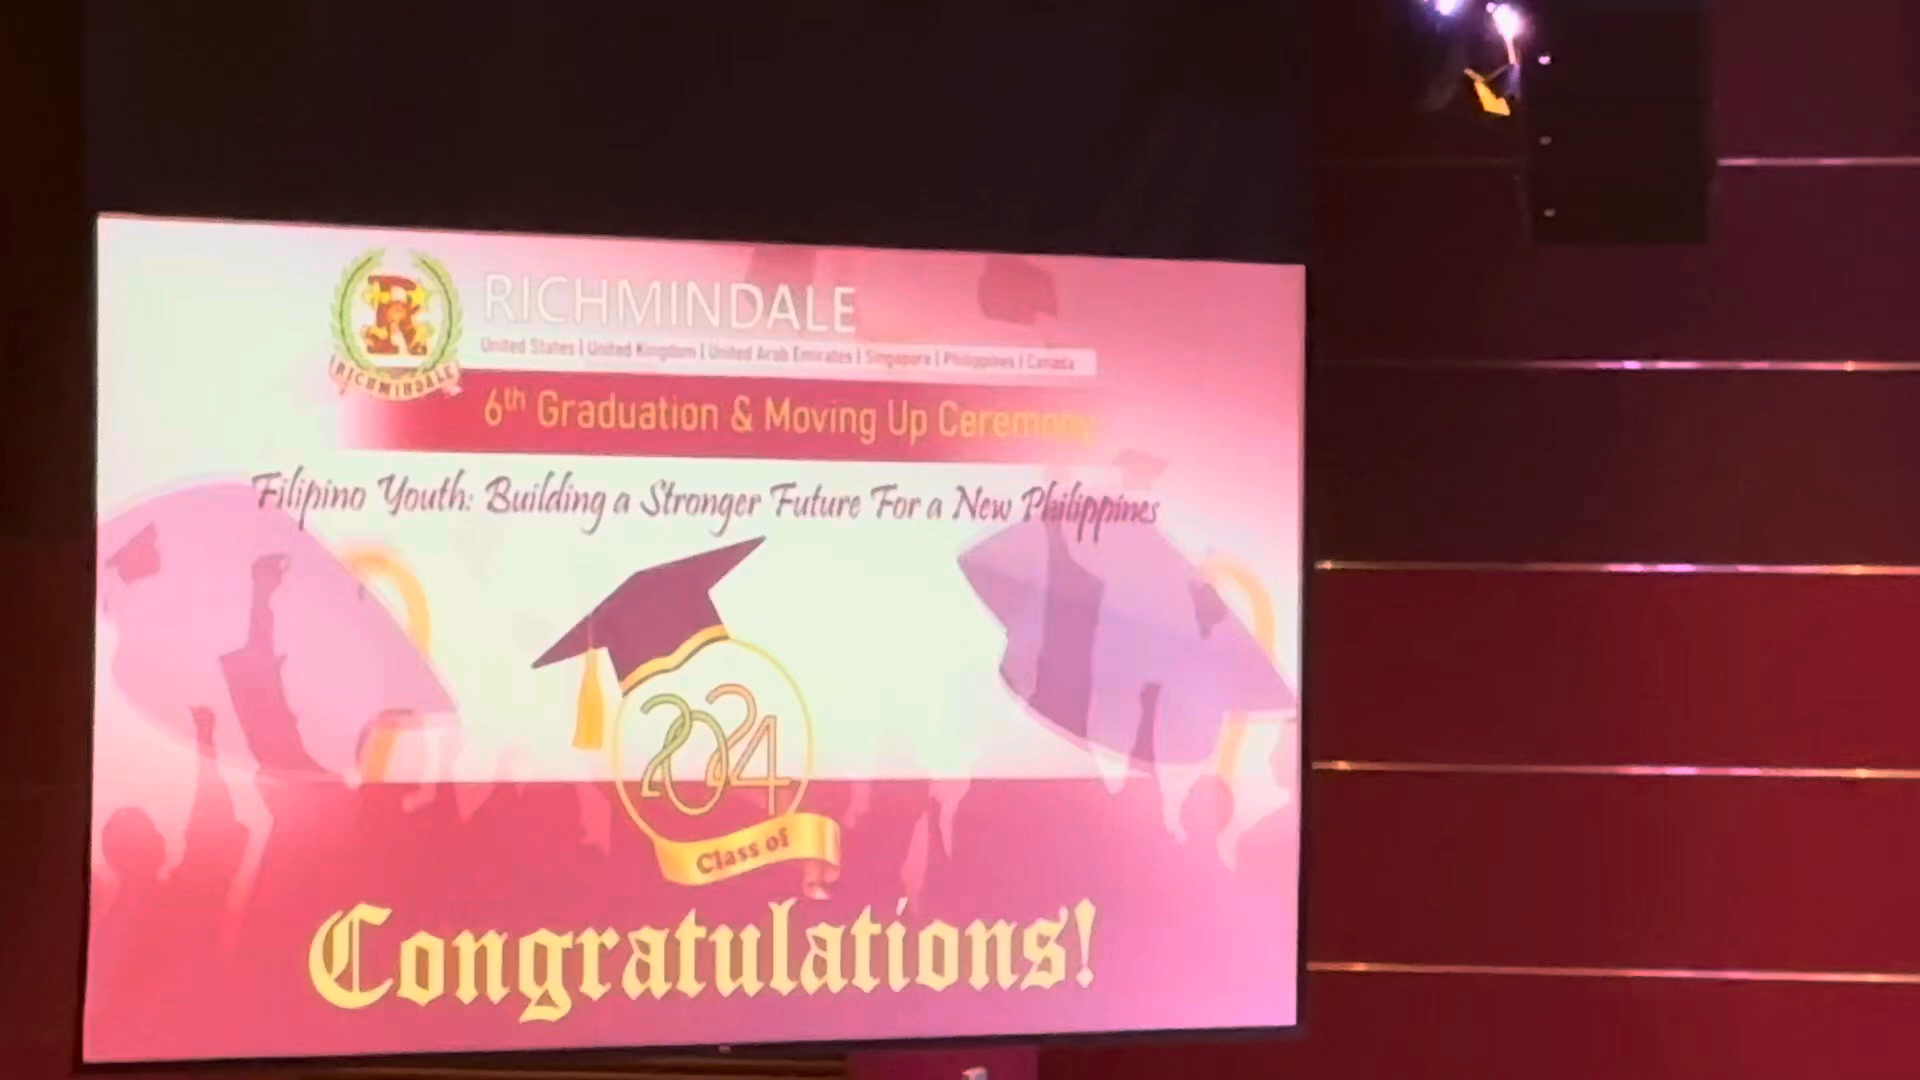 RICHMINDALE
United States | United Kingdom | United Arab Emirates | Singapore | Philippines | Canada
RICHMINDALE
6th Graduation & Moving Up Ceremony
Filipino Youth: Building a Stronger Future For a New Philippines
2024
Class of
Congratulations!